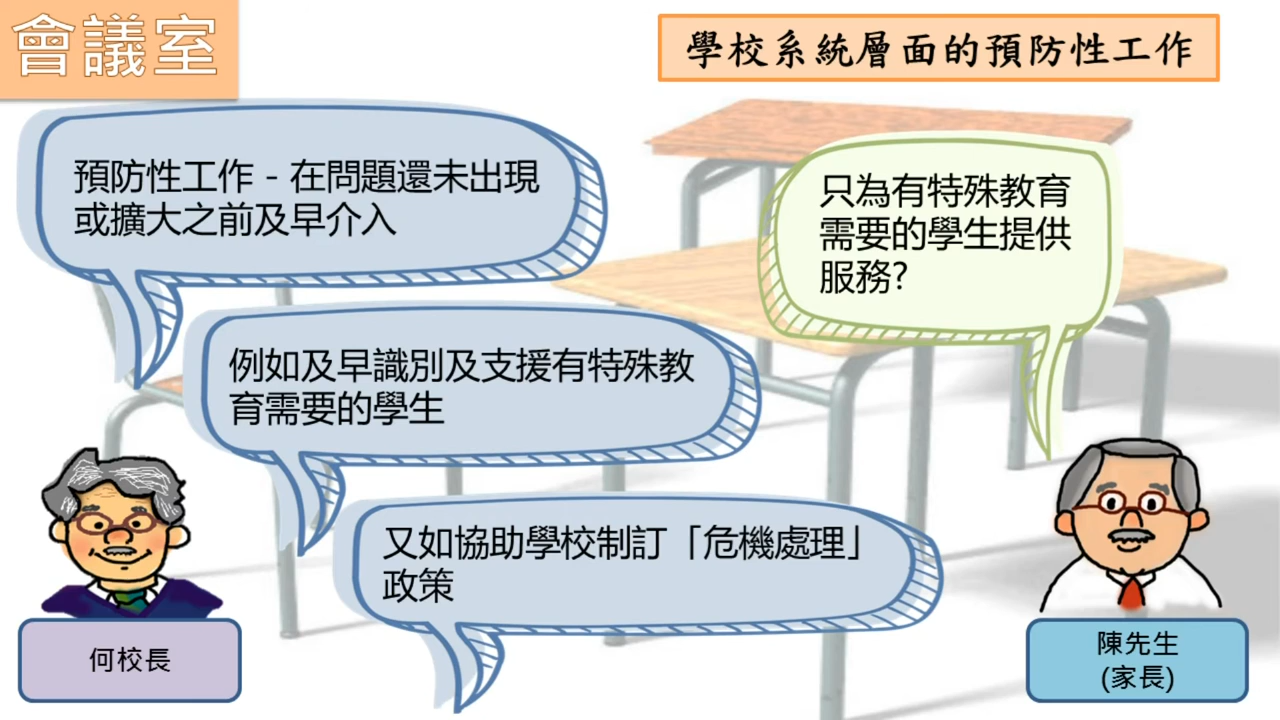 會議室
學校系統層面的預防性工作
預防性工作 - 在問題還未出現
或擴大之前及早介入
只為有特殊教育
需要的學生提供
服務?
例如及早識別及支援有特殊教
育需要的學生
又如協助學校制訂「危機處理」
政策
何校長
陳先生
(家長)